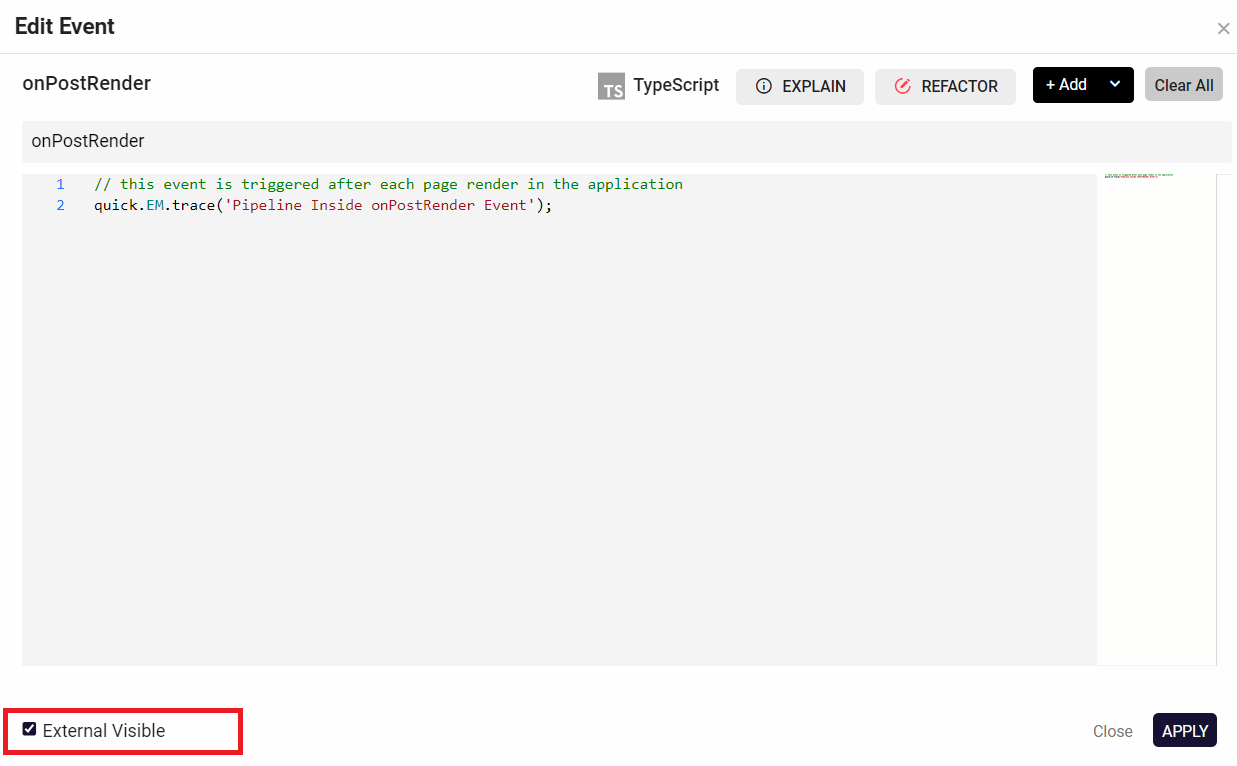 Edit Event
×
onPostRender
TS TypeScript EXPLAIN REFACTOR + Add Clear All
onPostRender
1 // this event is triggered after each page render in the application
2 quick.EM.trace('Pipeline Inside onPostRender Event');
External Visible
Close APPLY